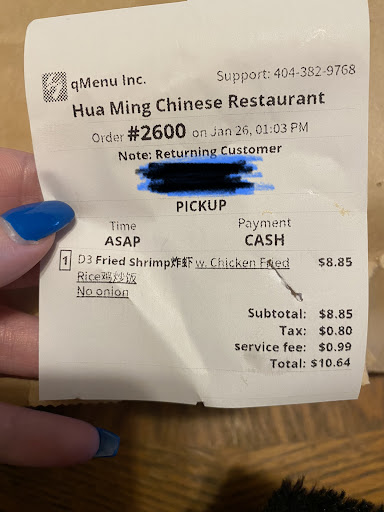 qMenu Inc.
Support: 404-382-9768
Hua Ming Chinese Restaurant
Order #2600 on Jan 26, 01:03 PM
Note: Returning Customer
PICKUP
Time Payment
ASAP CASH
1 D3 Fried Shrimp炸虾 w. Chicken Fried $8.85
Rice鸡炒饭
No onion
Subtotal: $8.85
Tax: $0.80
service fee: $0.99
Total: $10.64